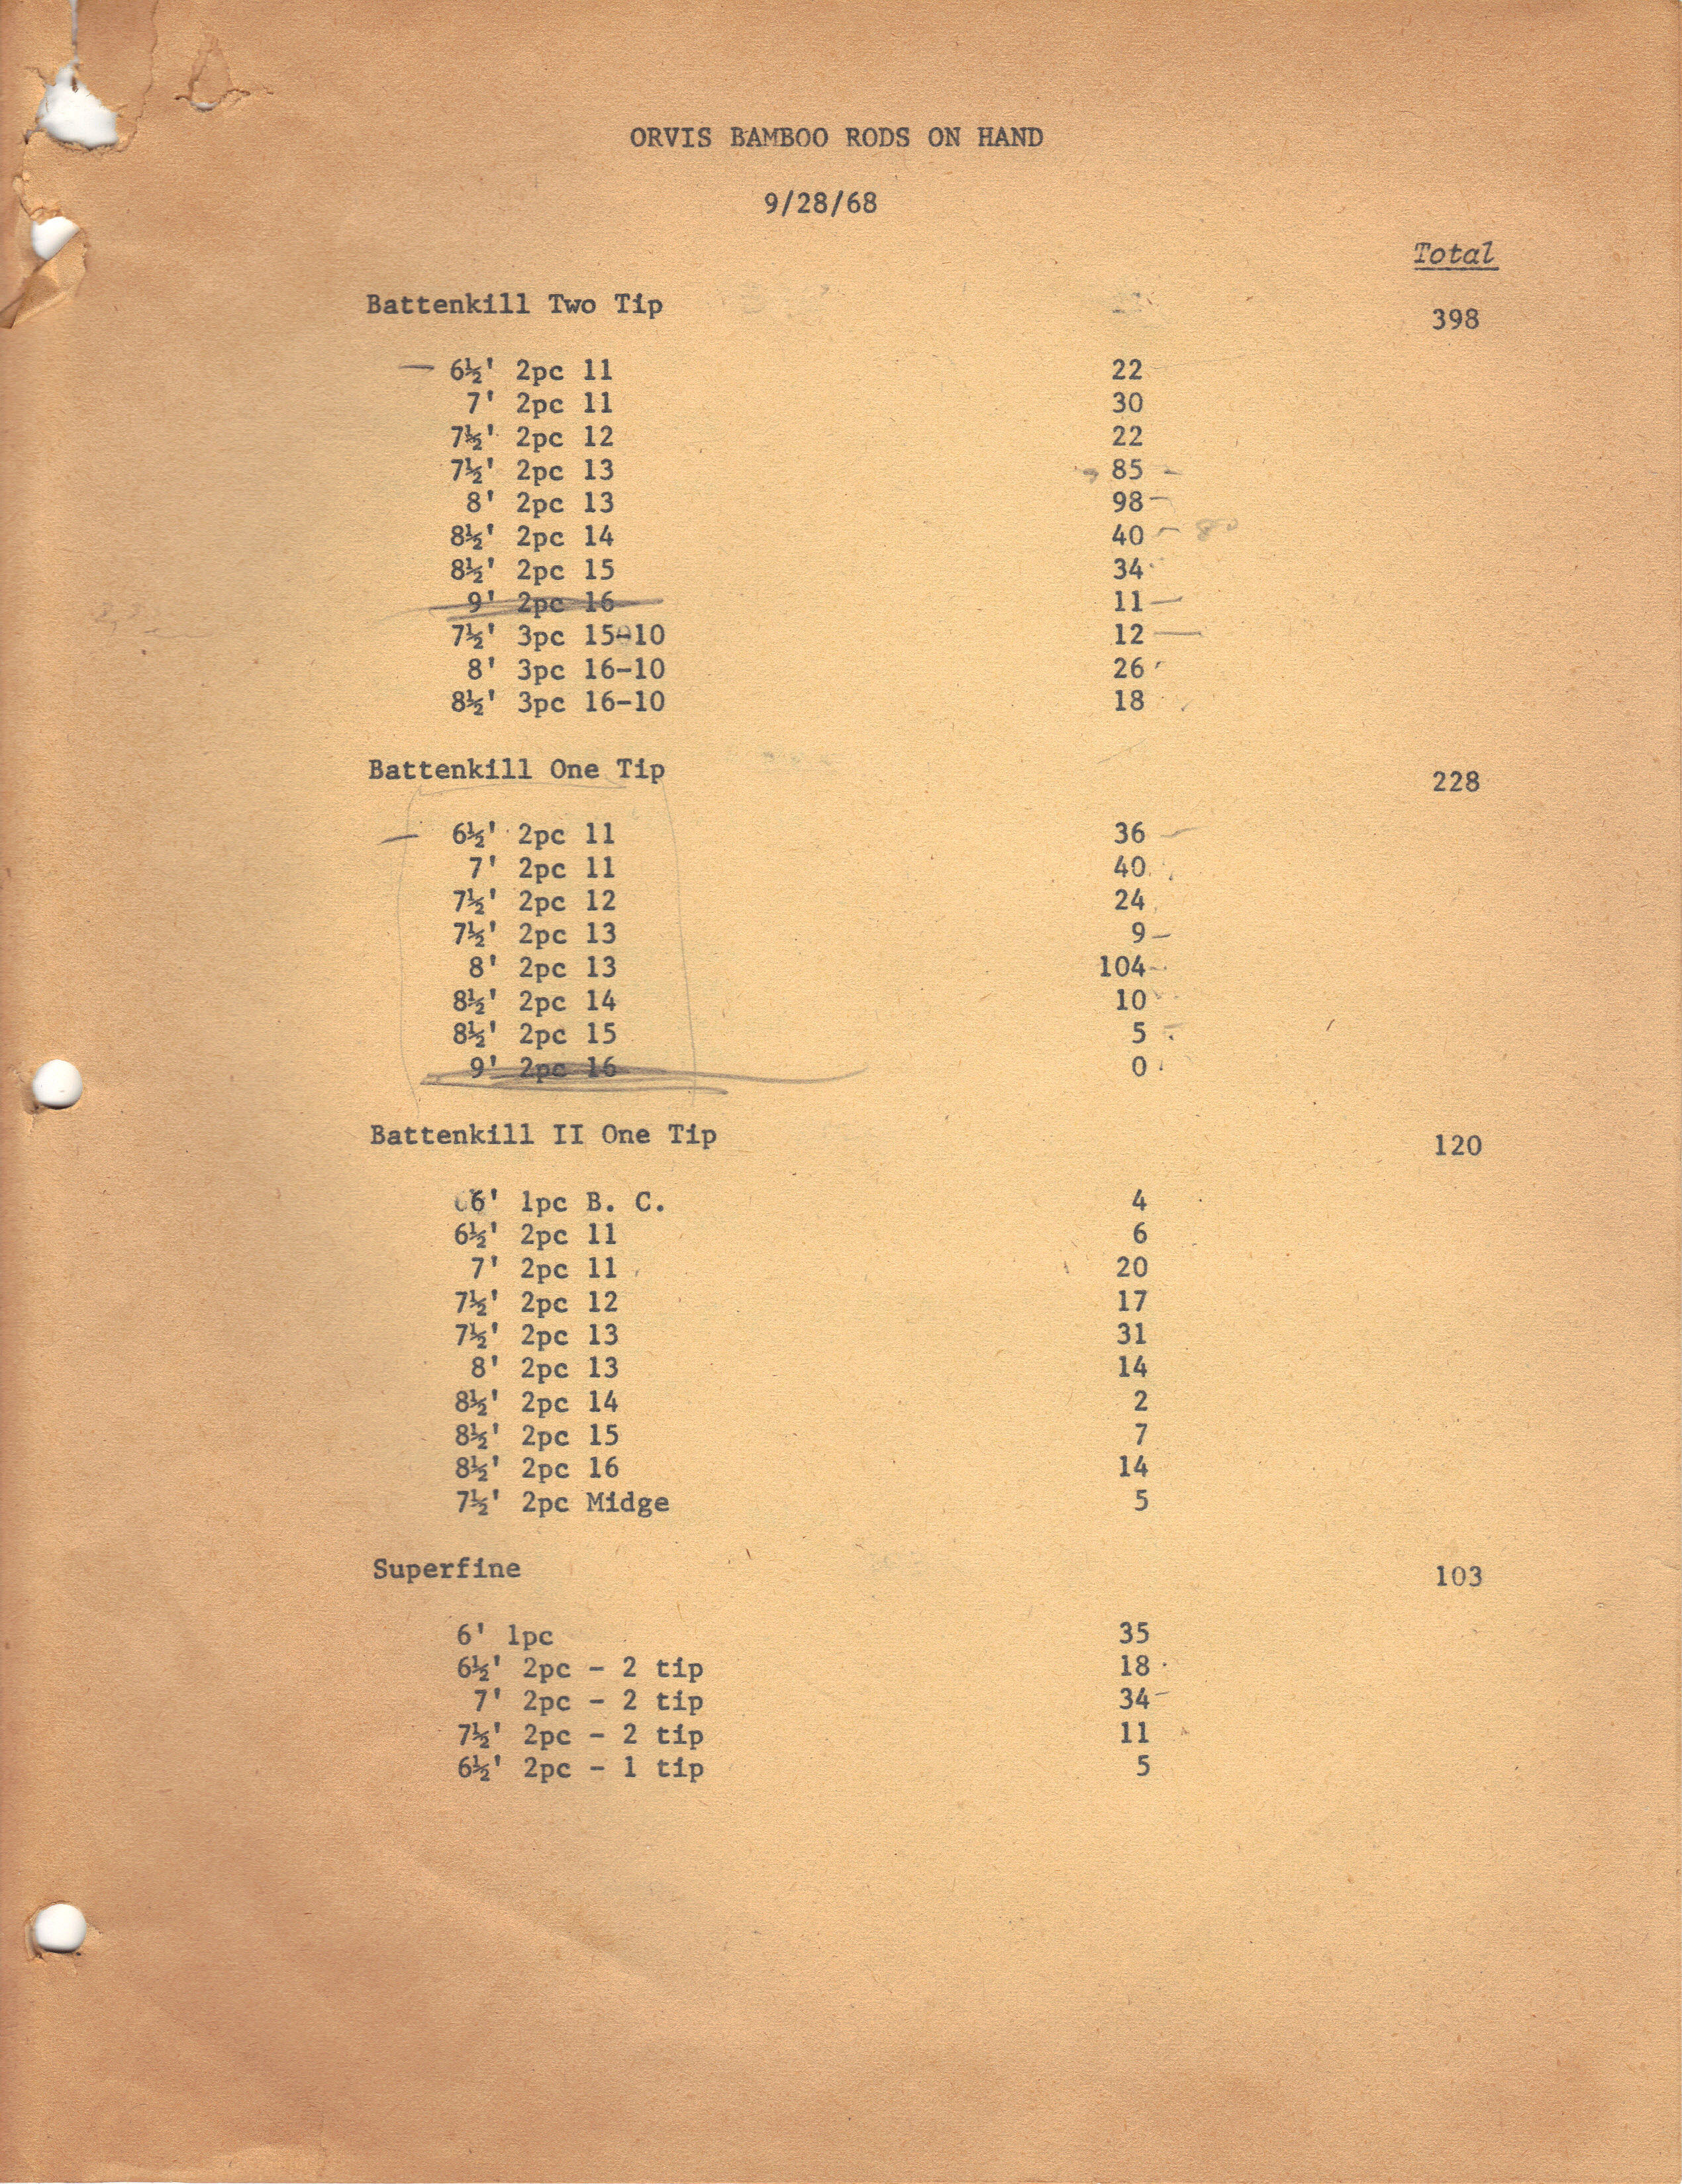 ORVIS BAMBOO RODS ON HAND
9/28/68
Total
Battenkill Two Tip 398
6½' 2pc 11 22
7' 2pc 11 30
7½' 2pc 12 22
7½' 2pc 13 85
8' 2pc 13 98
8½' 2pc 14 40 80
8½' 2pc 15 34
9' 2pc 16 11
7½' 3pc 15-10 12
8' 3pc 16-10 26
8½' 3pc 16-10 18
Battenkill One Tip 228
6½' 2pc 11 36
7' 2pc 11 40
7½' 2pc 12 24
7½' 2pc 13 9
8' 2pc 13 104
8½' 2pc 14 10
8½' 2pc 15 5
9' 2pc 16 0
Battenkill II One Tip 120
6' 1pc B. C. 4
6½' 2pc 11 6
7' 2pc 11 20
7½' 2pc 12 17
7½' 2pc 13 31
8' 2pc 13 14
8½' 2pc 14 2
8½' 2pc 15 7
8½' 2pc 16 14
7½' 2pc Midge 5
Superfine 103
6' 1pc 35
6½' 2pc - 2 tip 18
7' 2pc - 2 tip 34
7½' 2pc - 2 tip 11
6½' 2pc - 1 tip 5